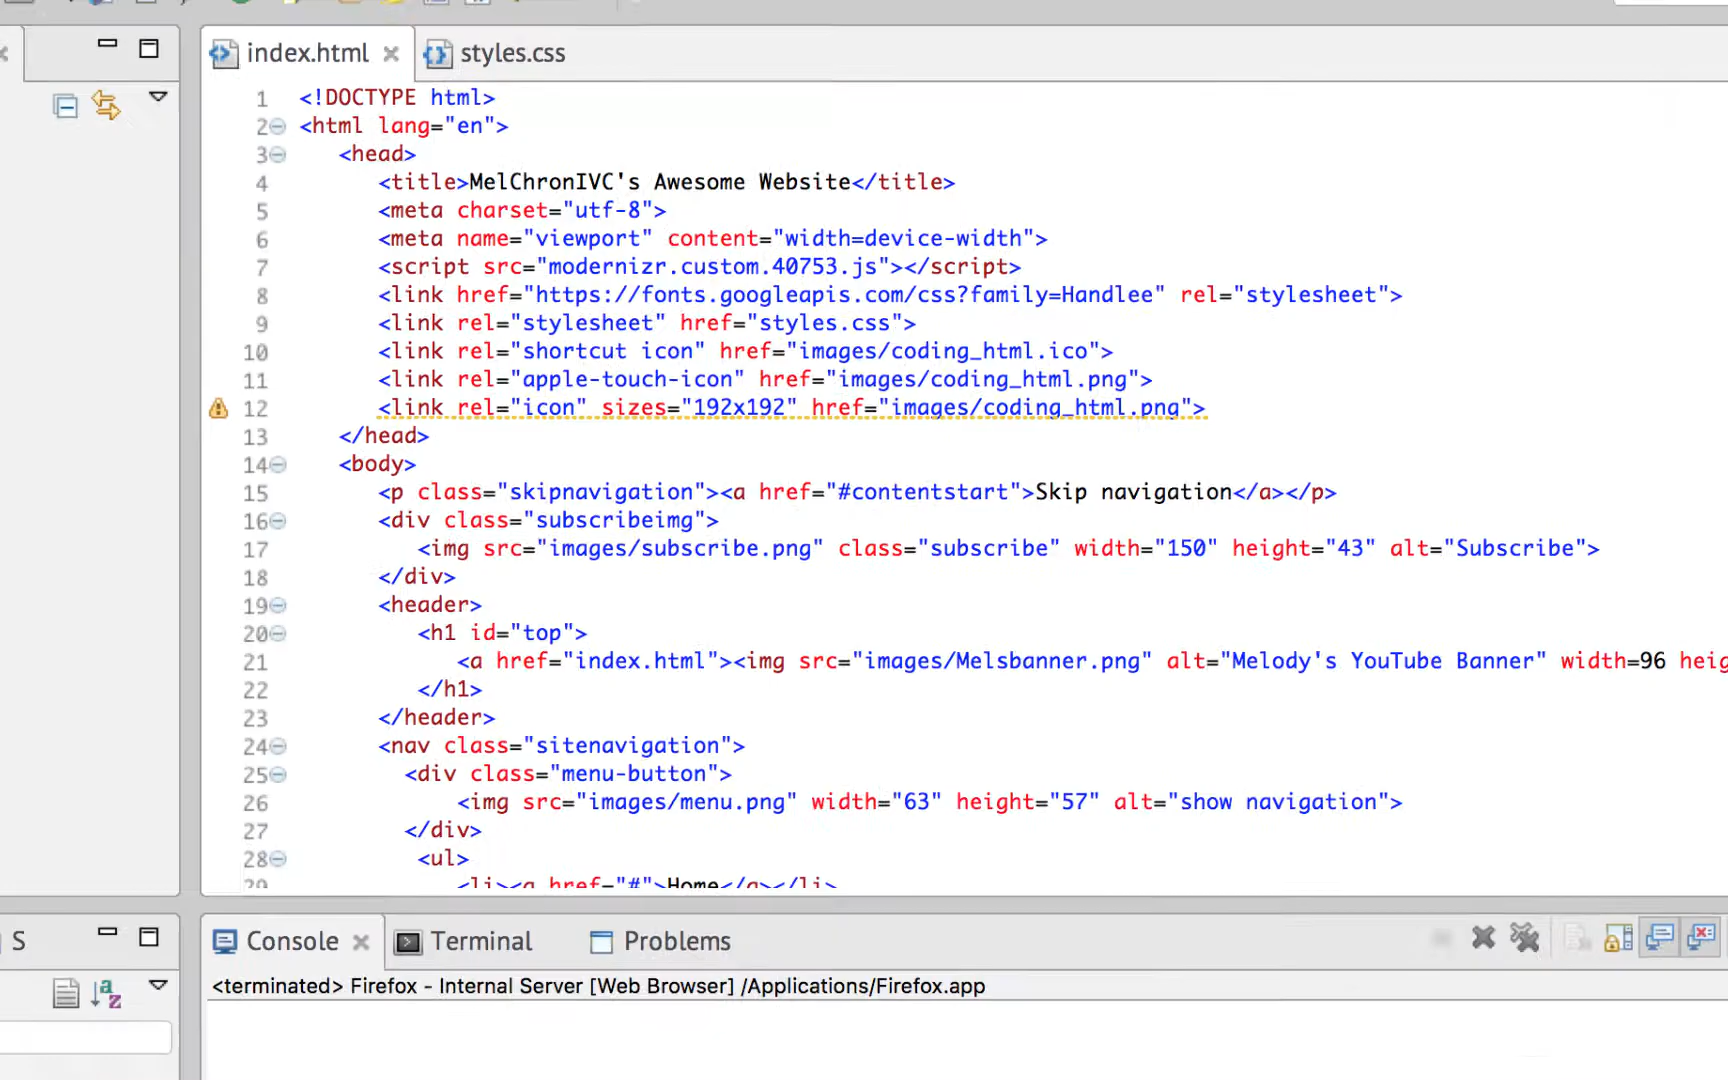 index.html
styles.css
1 <!DOCTYPE html>
2 <html lang="en">
3 <head>
4 <title>MelChronIVC's Awesome Website</title>
5 <meta charset="utf-8">
6 <meta name="viewport" content="width=device-width">
7 <script src="modernizr.custom.40753.js"></script>
8 <link href="https://fonts.googleapis.com/css?family=Handlee" rel="stylesheet">
9 <link rel="stylesheet" href="styles.css">
10 <link rel="shortcut icon" href="images/coding_html.ico">
11 <link rel="apple-touch-icon" href="images/coding_html.png">
12 <link rel="icon" sizes="192x192" href="images/coding_html.png">
13 </head>
14 <body>
15 <p class="skipnavigation"><a href="#contentstart">Skip navigation</a></p>
16 <div class="subscribeimg">
17 <img src="images/subscribe.png" class="subscribe" width="150" height="43" alt="Subscribe">
18 </div>
19 <header>
20 <h1 id="top">
21 <a href="index.html"><img src="images/Melsbanner.png" alt="Melody's YouTube Banner" width=96 heig
22 </h1>
23 </header>
24 <nav class="sitenavigation">
25 <div class="menu-button">
26 <img src="images/menu.png" width="63" height="57" alt="show navigation">
27 </div>
28 <ul>
29 <li><a href="#">Home</a></li>
S
Console
Terminal
Problems
<terminated> Firefox - Internal Server [Web Browser] /Applications/Firefox.app